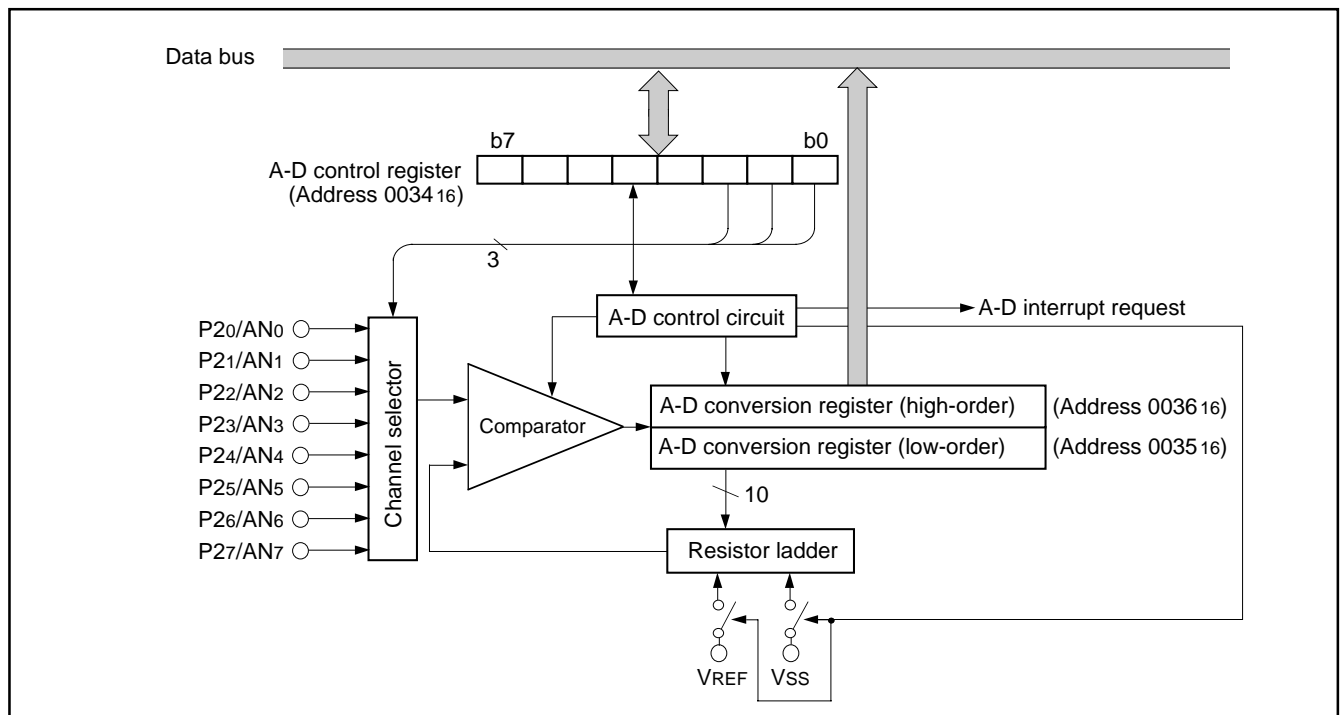 Data bus
b7 b0
A-D control register
(Address 003416)
3
A-D control circuit
A-D interrupt request
P20/AN0
P21/AN1
P22/AN2
P23/AN3
P24/AN4
P25/AN5
P26/AN6
P27/AN7
Channel selector
Comparator
A-D conversion register (high-order) (Address 003616)
A-D conversion register (low-order) (Address 003516)
10
Resistor ladder
VREF VSS